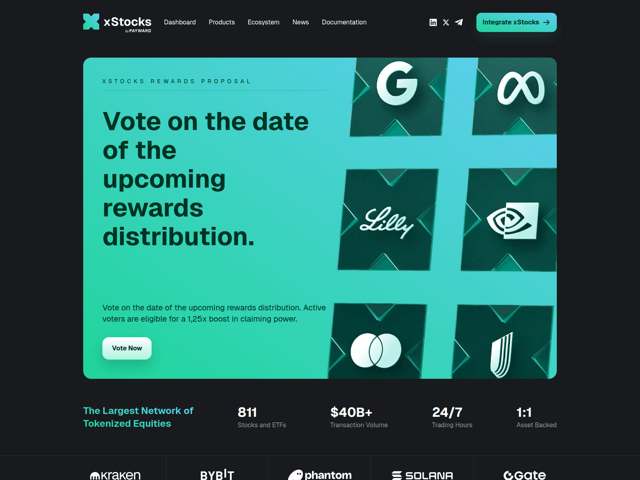 xStocks
by PAYWARD
Dashboard
Products
Ecosystem
News
Documentation
Integrate xStocks
XSTOCKS REWARDS PROPOSAL
Vote on the date
of the
upcoming
rewards
distribution.
Vote on the date of the upcoming rewards distribution. Active
voters are eligible for a 1,25x boost in claiming power.
Vote Now
G
Lilly
The Largest Network of
Tokenized Equities
811
Stocks and ETFs
$40B+
Transaction Volume
24/7
Trading Hours
1:1
Asset Backed
kraken
BYBIT
phantom
SOLANA
Gate